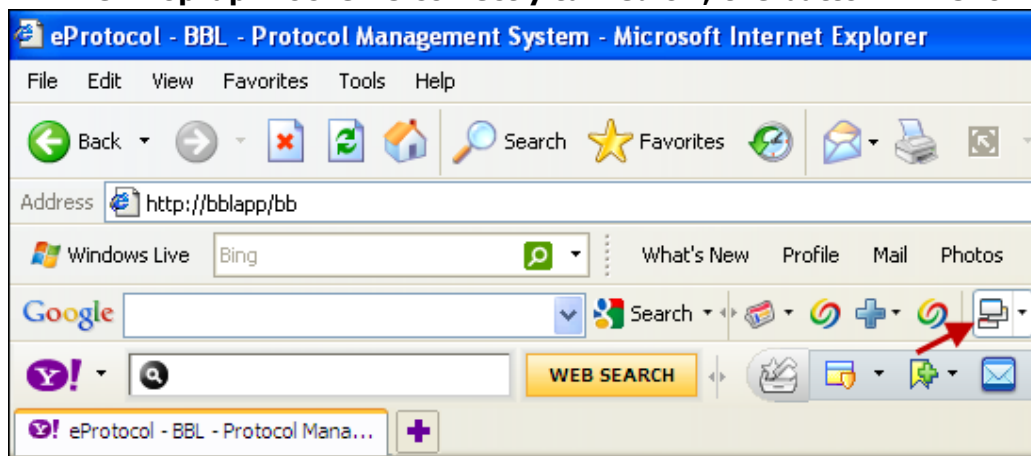 eProtocol - BBL - Protocol Management System - Microsoft Internet Explorer
File Edit View Favorites Tools Help
Back Search Favorites
Address http://bblapp/bb
Windows Live Bing What's New Profile Mail Photos
Google Search
Y! WEB SEARCH
Y! eProtocol - BBL - Protocol Mana...